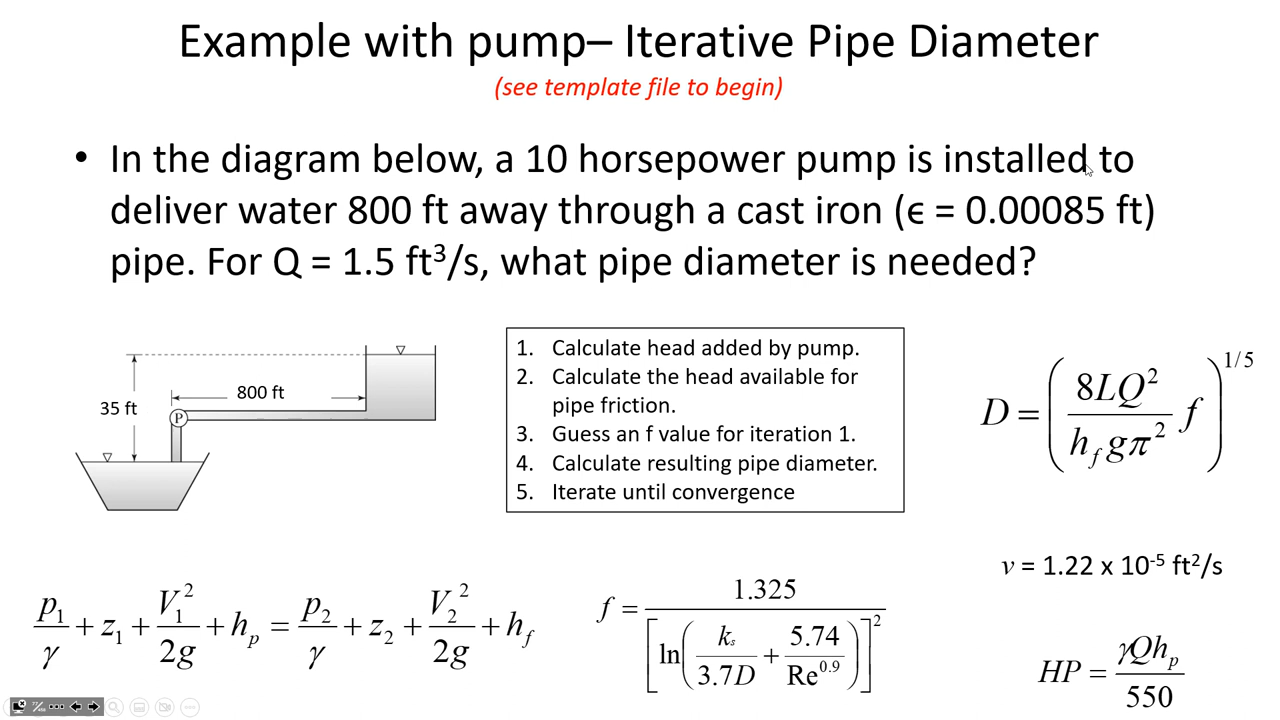 Example with pump– Iterative Pipe Diameter
(see template file to begin)
• In the diagram below, a 10 horsepower pump is installed to
deliver water 800 ft away through a cast iron (ϵ = 0.00085 ft)
pipe. For Q = 1.5 ft³/s, what pipe diameter is needed?
800 ft
35 ft
P
1. Calculate head added by pump.
2. Calculate the head available for
pipe friction.
3. Guess an f value for iteration 1.
4. Calculate resulting pipe diameter.
5. Iterate until convergence
D = (8LQ² / (h_f gπ²) f)^(1/5)
ν = 1.22 x 10⁻⁵ ft²/s
p₁/γ + z₁ + V₁²/2g + h_p = p₂/γ + z₂ + V₂²/2g + h_f
f = 1.325 / [ln(k_s/3.7D + 5.74/Re^0.9)]²
HP = γQh_p / 550